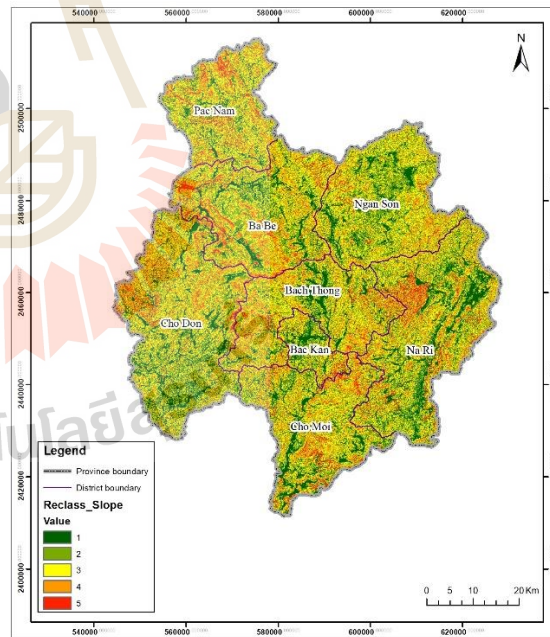 540000 560000 580000 600000 620000
N
2500000
2480000
2460000
2440000
2420000
2400000
Pac Nam
Ngan Son
Ba Be
Bach Thong
Cho Don
Bac Kan
Na Ri
Cho Moi
Legend
Province boundary
District boundary
Reclass_Slope
Value
1
2
3
4
5
0 5 10 20 Km
540000 560000 580000 600000 620000